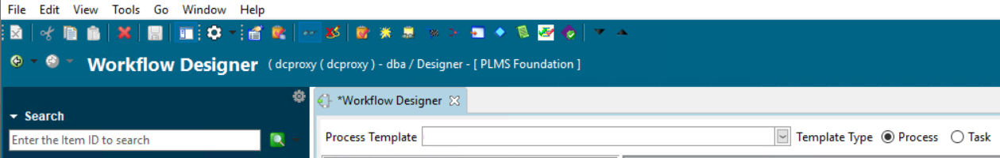 File Edit View Tools Go Window Help
Workflow Designer ( dcproxy ( dcproxy ) - dba / Designer - [ PLMS Foundation ]
*Workflow Designer
Search
Enter the Item ID to search
Process Template Template Type Process Task